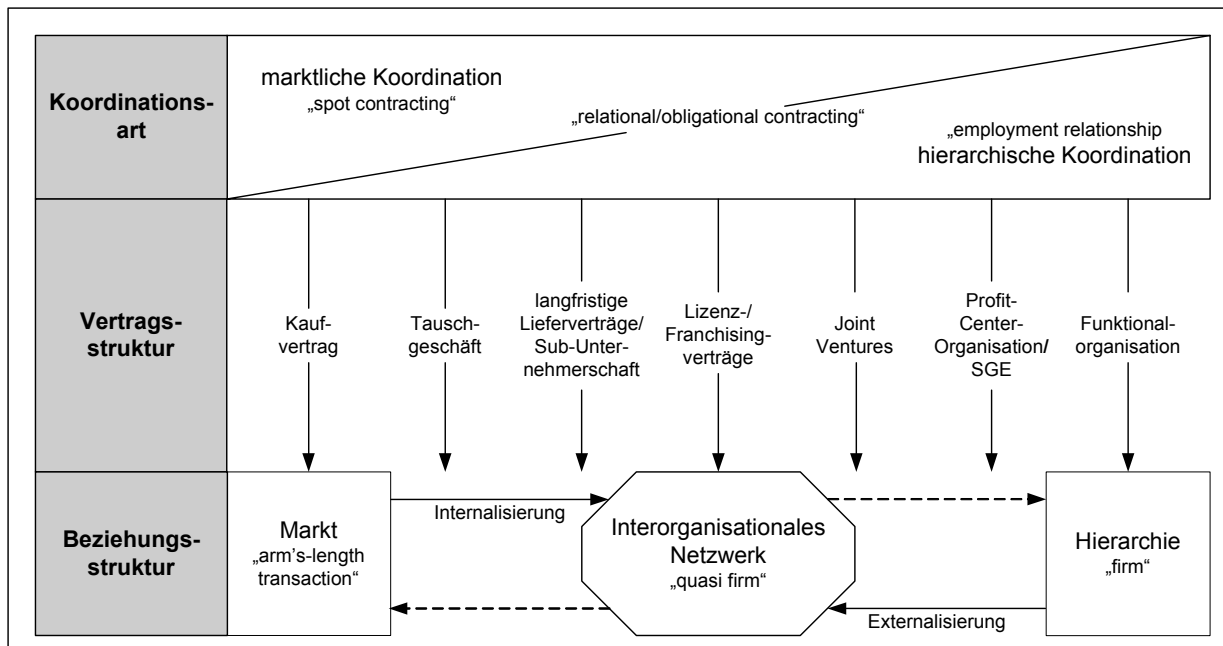 Koordinations-
art
marktliche Koordination
„spot contracting“
„relational/obligational contracting“
„employment relationship
hierarchische Koordination
Vertrags-
struktur
Kauf-
vertrag
Tausch-
geschäft
langfristige
Lieferverträge/
Sub-Unter-
nehmerschaft
Lizenz-/
Franchising-
verträge
Joint
Ventures
Profit-
Center-
Organisation/
SGE
Funktional-
organisation
Beziehungs-
struktur
Markt
„arm's-length
transaction“
Internalisierung
Interorganisationales
Netzwerk
„quasi firm“
Externalisierung
Hierarchie
„firm“